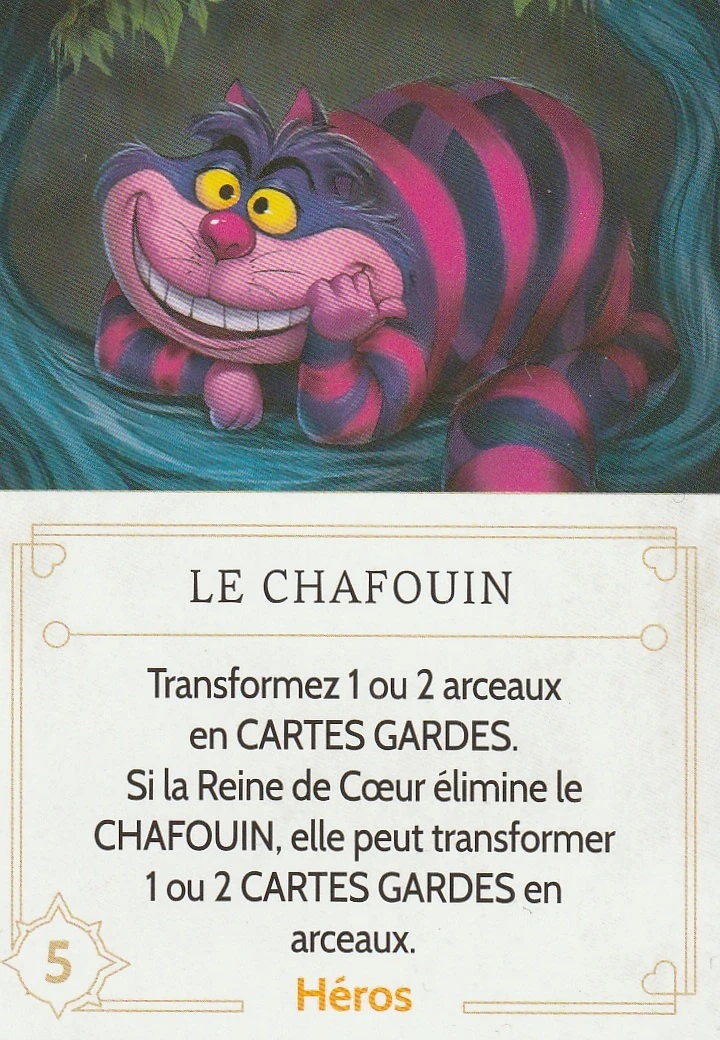 LE CHAFOUIN
Transformez 1 ou 2 arceaux
en CARTES GARDES.
Si la Reine de Cœur élimine le
CHAFOUIN, elle peut transformer
1 ou 2 CARTES GARDES en
arceaux.
5
Héros